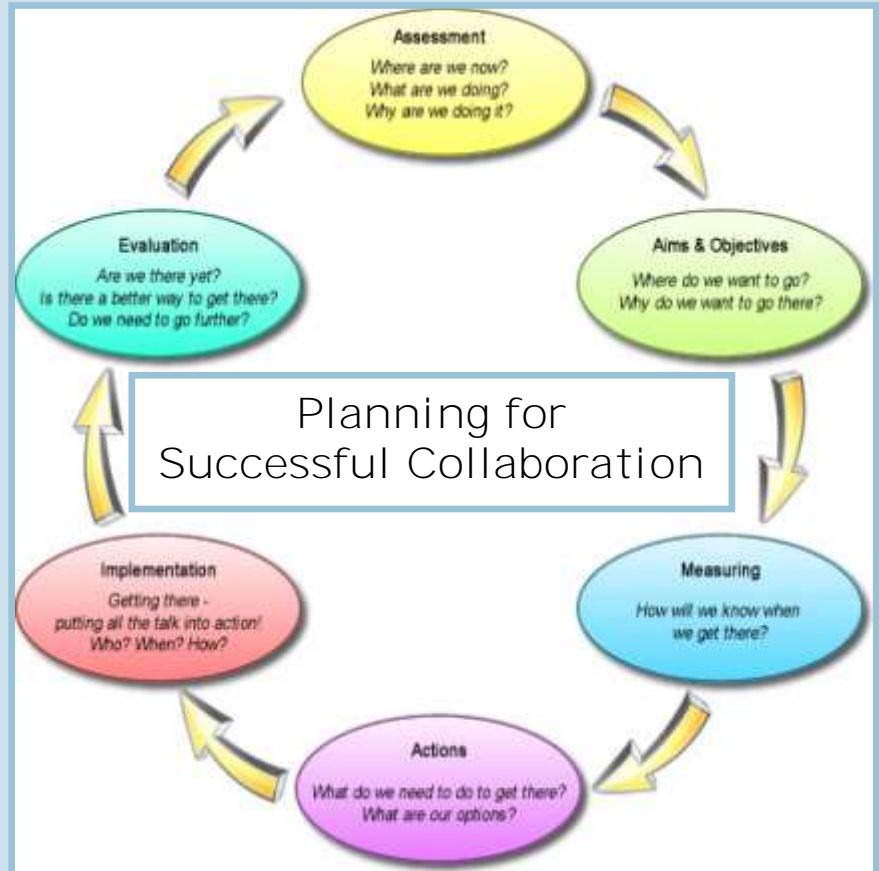 Assessment
Where are we now?
What are we doing?
Why are we doing it?
Aims & Objectives
Where do we want to go?
Why do we want to go there?
Measuring
How will we know when
we get there?
Actions
What do we need to do to get there?
What are our options?
Implementation
Getting there -
putting all the talk into action!
Who? When? How?
Evaluation
Are we there yet?
Is there a better way to get there?
Do we need to go further?
Planning for
Successful Collaboration